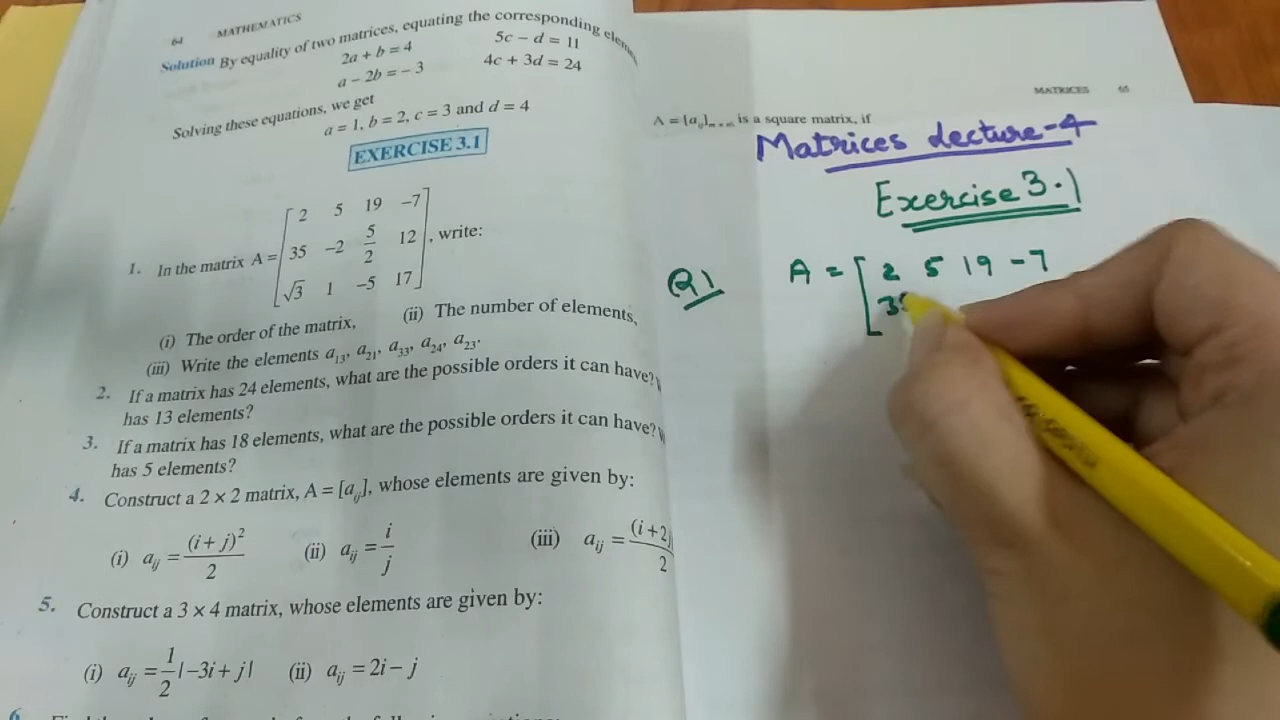 64 MATHEMATICS
Solution By equality of two matrices, equating the corresponding
2a + b = 4 5c – d = 11
a – 2b = – 3 4c + 3d = 24
Solving these equations, we get
a = 1, b = 2, c = 3 and d = 4
EXERCISE 3.1
1. In the matrix A = [2 5 19 –7
35 –2 5/2 12
√3 1 –5 17], write:
(i) The order of the matrix, (ii) The number of elements,
(iii) Write the elements a₁₃, a₂₁, a₃₃, a₂₄, a₂₃.
2. If a matrix has 24 elements, what are the possible orders it can have?
has 13 elements?
3. If a matrix has 18 elements, what are the possible orders it can have?
has 5 elements?
4. Construct a 2 × 2 matrix, A = [aᵢⱼ], whose elements are given by:
(i) aᵢⱼ = (i + j)²/2 (ii) aᵢⱼ = i/j (iii) aᵢⱼ = (i + 2j/2
5. Construct a 3 × 4 matrix, whose elements are given by:
(i) aᵢⱼ = 1/2 |–3i + j| (ii) aᵢⱼ = 2i – j
6.
MATRICES 65
A = [aᵢⱼ]ₘ × ₘ is a square matrix, if
Matrices Lecture-4
Exercise 3.1
Q1 A = [2 5 19 -7
35